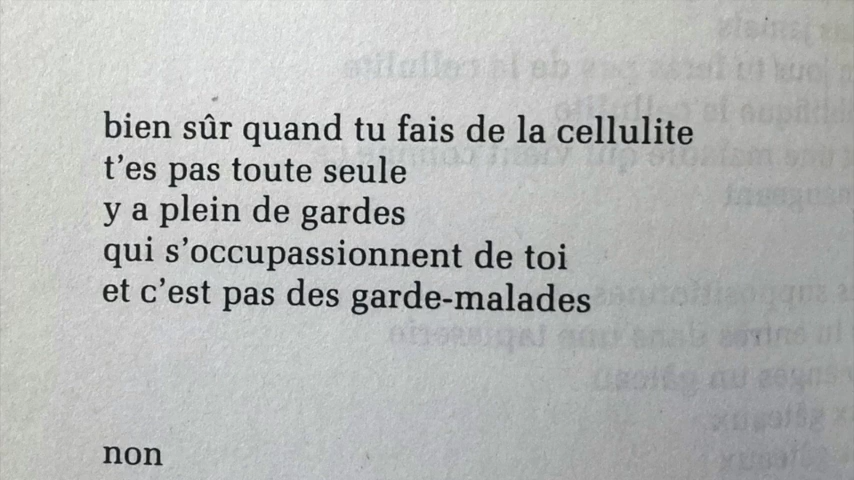 bien sûr quand tu fais de la cellulite
t'es pas toute seule
y a plein de gardes
qui s'occupassionnent de toi
et c'est pas des garde-malades
non